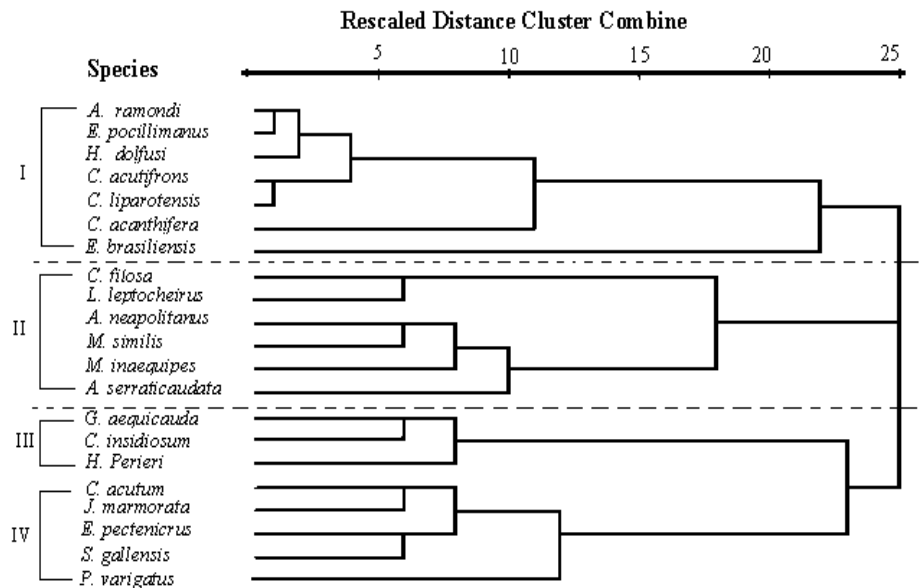 Rescaled Distance Cluster Combine
5 10 15 20 25
Species
A. ramondi
E. pocillimanus
H. dolfusi
C. acutifrons
I
C. liparotensis
C. acanthifera
E. brasiliensis
C. filosa
L. leptocheirus
A. neapolitanus
II
M. similis
M. inaequipes
A. serraticaudata
G. aequicauda
III
C. insidiosum
H. Perieri
C. acutum
J. marmorata
IV
E. pectenicrus
S. gallensis
P. varigatus